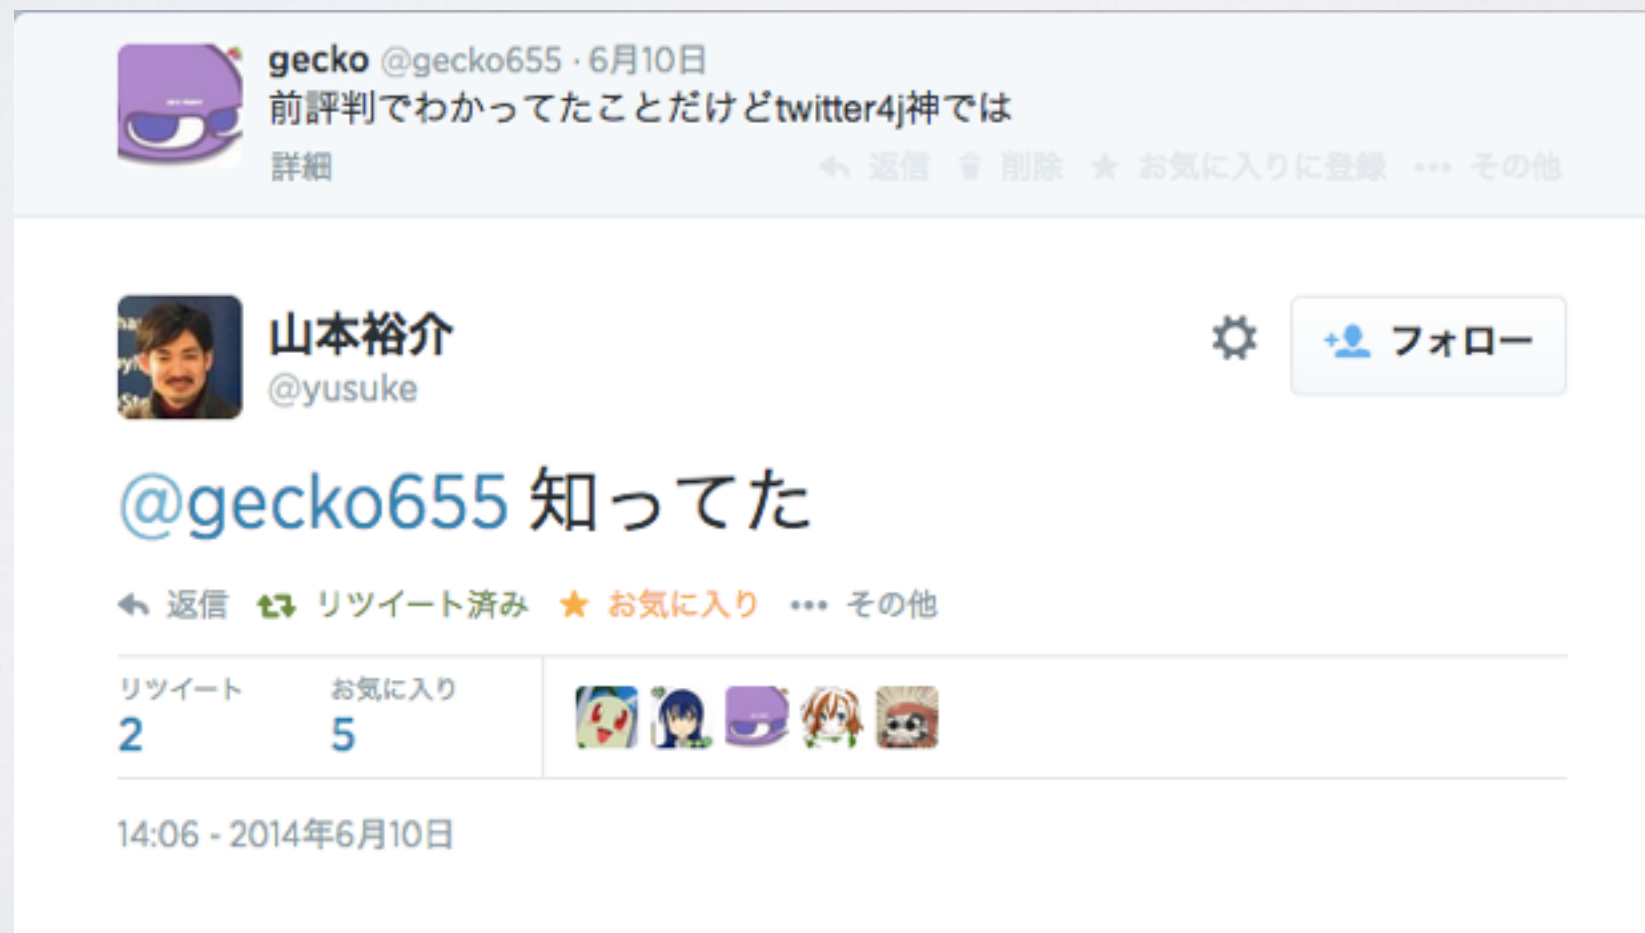 gecko @gecko655 · 6月10日
前評判でわかってたことだけどtwitter4j神では
詳細 返信 削除 お気に入りに登録 その他
山本裕介
@yusuke
フォロー
@gecko655 知ってた
返信 リツイート済み お気に入り その他
リツイート お気に入り
2 5
14:06 - 2014年6月10日